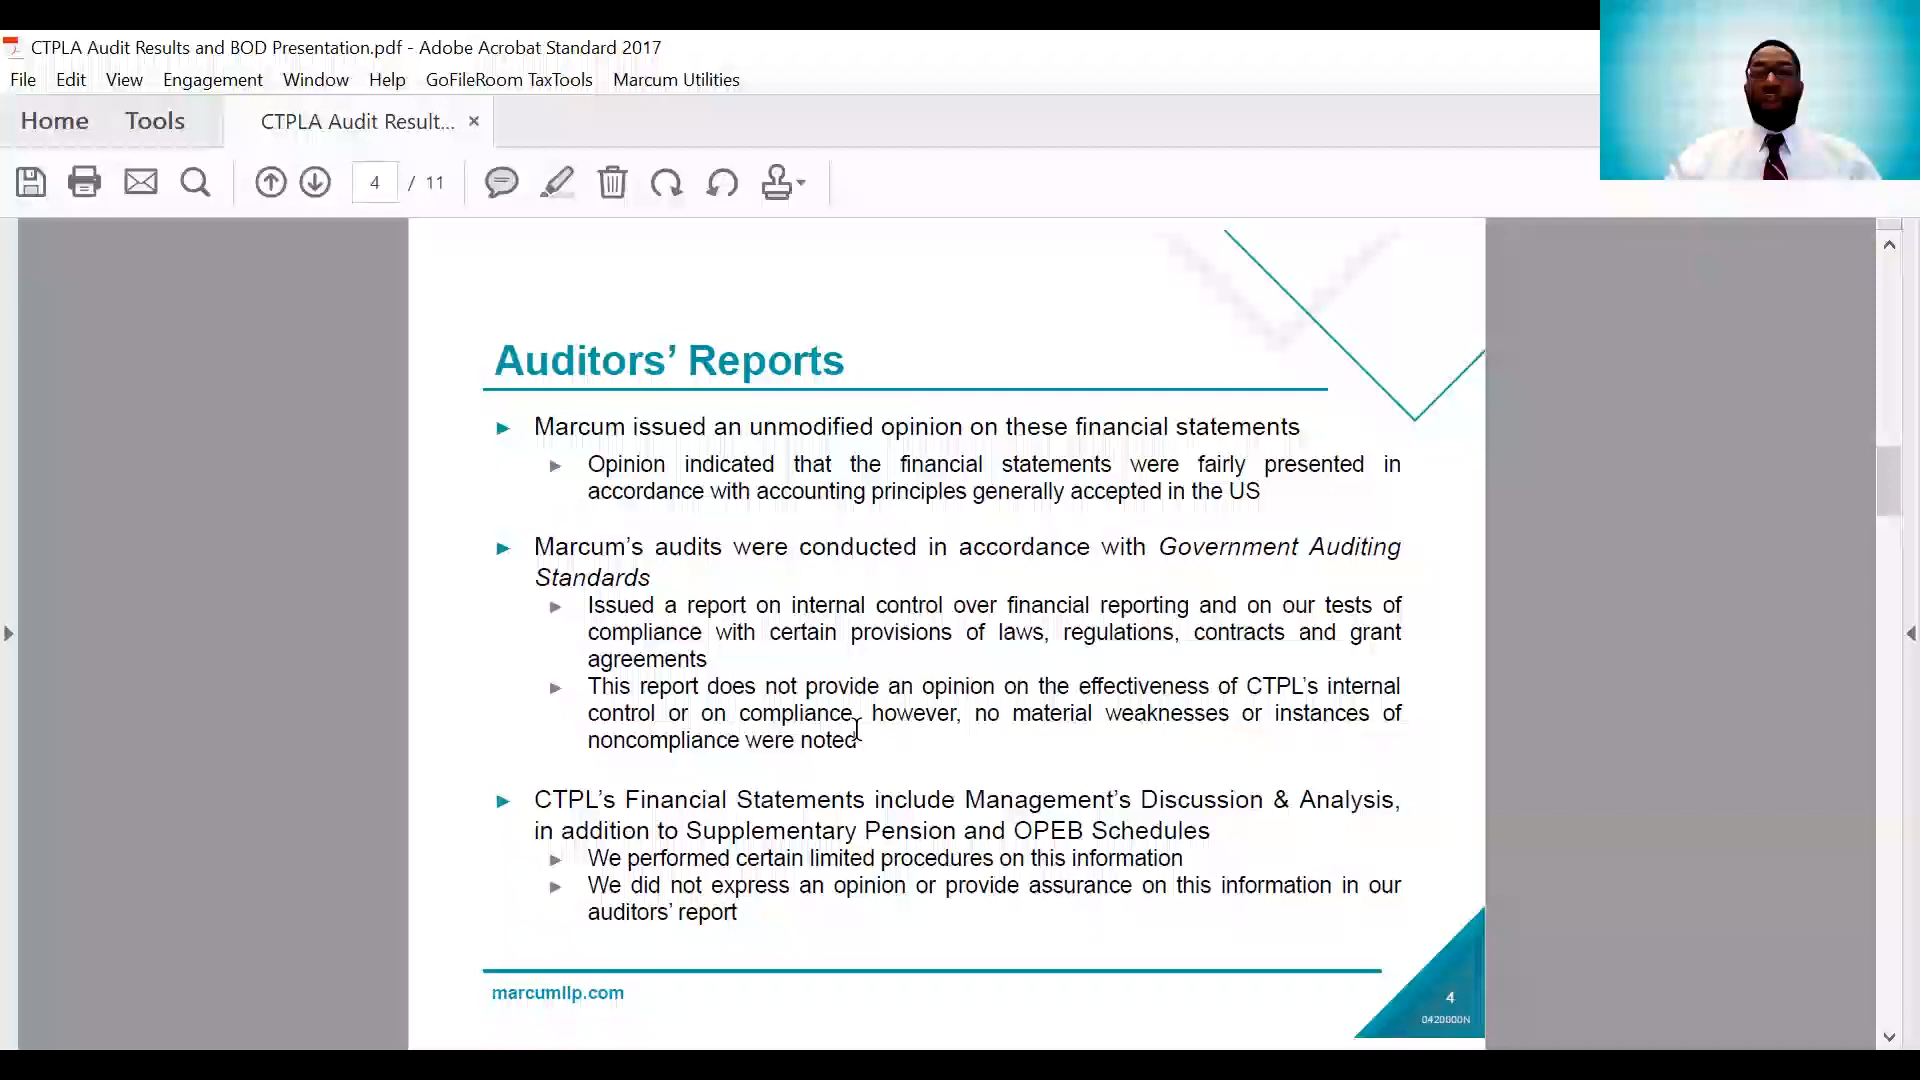 CTPLA Audit Results and BOD Presentation.pdf - Adobe Acrobat Standard 2017
File Edit View Engagement Window Help GoFileRoom TaxTools Marcum Utilities
Home Tools CTPLA Audit Result... ×
4 / 11
Auditors’ Reports
Marcum issued an unmodified opinion on these financial statements
Opinion indicated that the financial statements were fairly presented in
accordance with accounting principles generally accepted in the US
Marcum’s audits were conducted in accordance with Government Auditing
Standards
Issued a report on internal control over financial reporting and on our tests of
compliance with certain provisions of laws, regulations, contracts and grant
agreements
This report does not provide an opinion on the effectiveness of CTPL’s internal
control or on compliance, however, no material weaknesses or instances of
noncompliance were noted
CTPL’s Financial Statements include Management’s Discussion & Analysis,
in addition to Supplementary Pension and OPEB Schedules
We performed certain limited procedures on this information
We did not express an opinion or provide assurance on this information in our
auditors’ report
marcumllp.com
4
0420000N